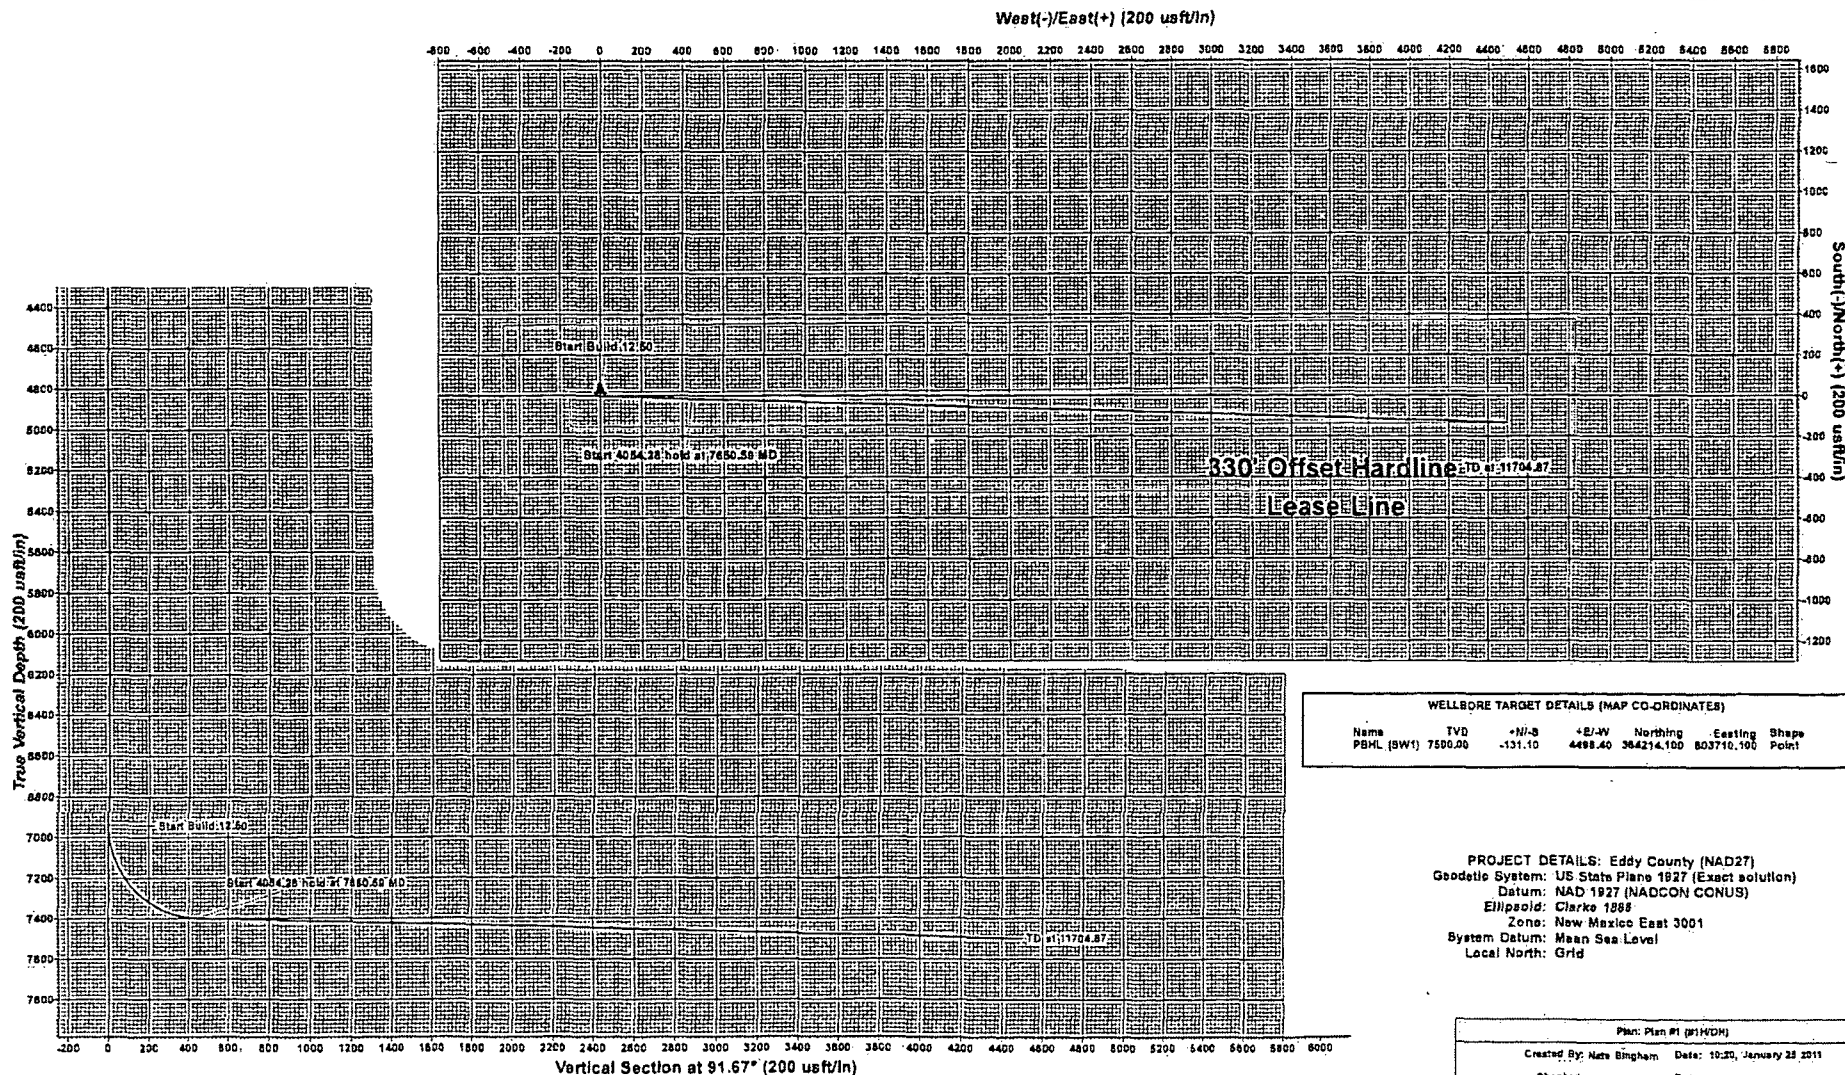 West(-)/East(+) (200 usft/in)
-800 -600 -400 -200 0 200 400 600 800 1000 1200 1400 1600 1800 2000 2200 2400 2600 2800 3000 3200 3400 3600 3800 4000 4200 4400 4600 4800 5000 5200 5400 5600 5800
1600
1400
1200
1000
800
600
400
200
0
-200
-400
-600
-800
-1000
-1200
South(-)/North(+) (200 usft/in)
Start Build 12.50
Start 4054.28 hold at 7650.59 MD
330' Offset Hardline
TD at 11704.87
Lease Line
True Vertical Depth (200 usft/in)
4400
4600
4800
5000
5200
5400
5600
5800
6000
6200
6400
6600
6800
7000
7200
7400
7600
7800
Start Build 12.50
Start 4054.28 hold at 7650.59 MD
TD at 11704.87
-200 0 200 400 600 800 1000 1200 1400 1600 1800 2000 2200 2400 2600 2800 3000 3200 3400 3600 3800 4000 4200 4400 4600 4800 5000 5200 5400 5600 5800 6000
Vertical Section at 91.67° (200 usft/in)
WELLBORE TARGET DETAILS (MAP CO-ORDINATES)
Name TVD +N/-S +E/-W Northing Easting Shape
PBHL (SW1) 7500.00 -131.10 4498.40 364214.100 603710.100 Point
PROJECT DETAILS: Eddy County (NAD27)
Geodetic System: US State Plane 1927 (Exact solution)
Datum: NAD 1927 (NADCON CONUS)
Ellipsoid: Clarke 1866
Zone: New Mexico East 3001
System Datum: Mean Sea Level
Local North: Grid
Plan: Plan #1 (#1H/OH)
Created By: Nate Bingham Date: 10:20, January 25 2011